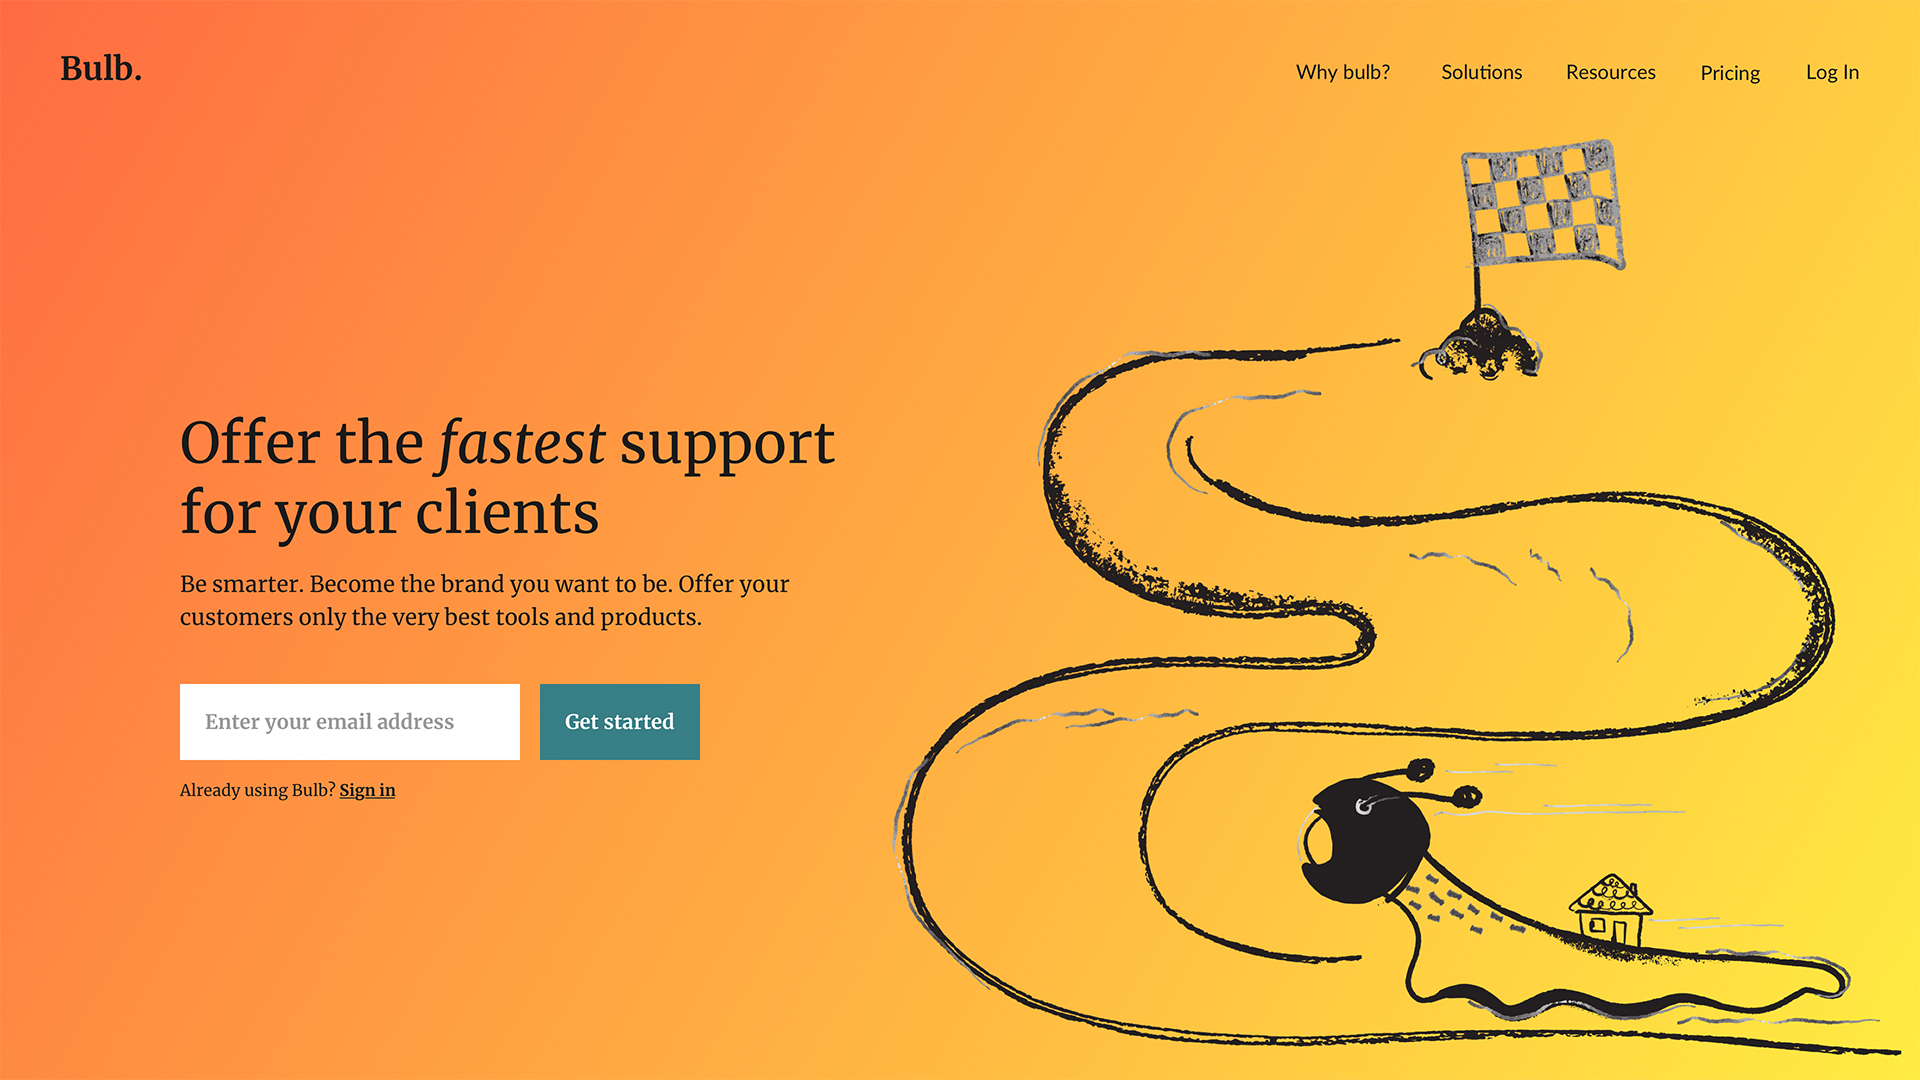 Bulb.
Why bulb?
Solutions
Resources
Pricing
Log In
Offer the fastest support
for your clients
Be smarter. Become the brand you want to be. Offer your
customers only the very best tools and products.
Enter your email address
Get started
Already using Bulb? Sign in